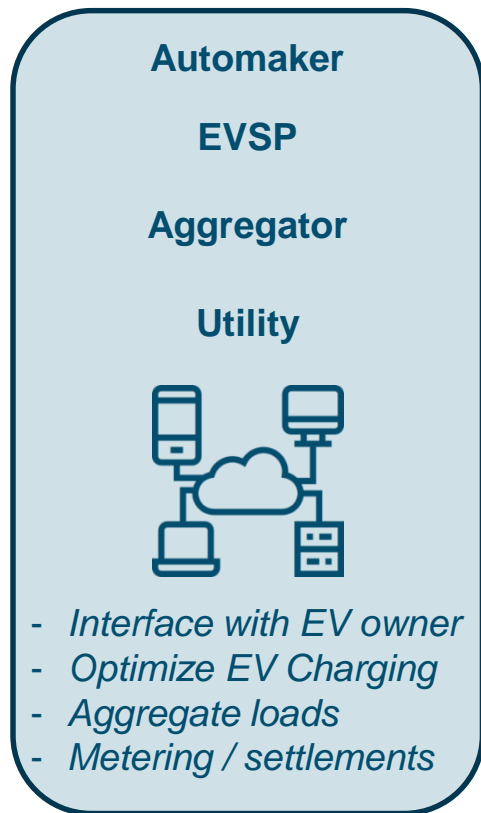 Automaker
EVSP
Aggregator
Utility
- Interface with EV owner
- Optimize EV Charging
- Aggregate loads
- Metering / settlements